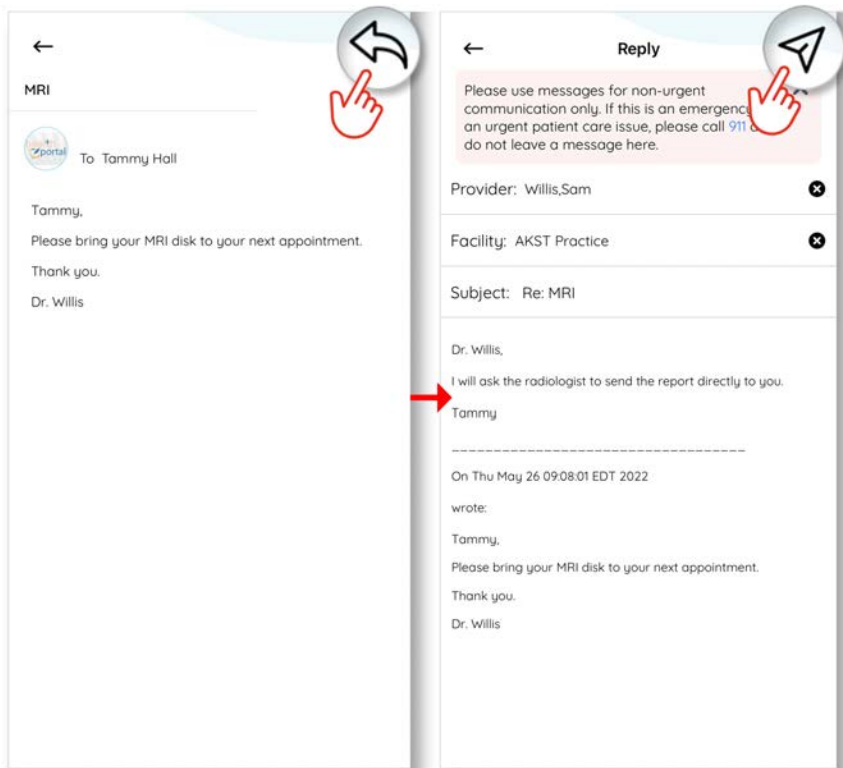 MRI
portal
To Tammy Hall
Tammy,
Please bring your MRI disk to your next appointment.
Thank you.
Dr. Willis
Reply
Please use messages for non-urgent
communication only. If this is an emergency
an urgent patient care issue, please call 911
do not leave a message here.
Provider: Willis,Sam
Facility: AKST Practice
Subject: Re: MRI
Dr. Willis,
I will ask the radiologist to send the report directly to you.
Tammy
___________________________________
On Thu May 26 09:08:01 EDT 2022
wrote:
Tammy,
Please bring your MRI disk to your next appointment.
Thank you.
Dr. Willis